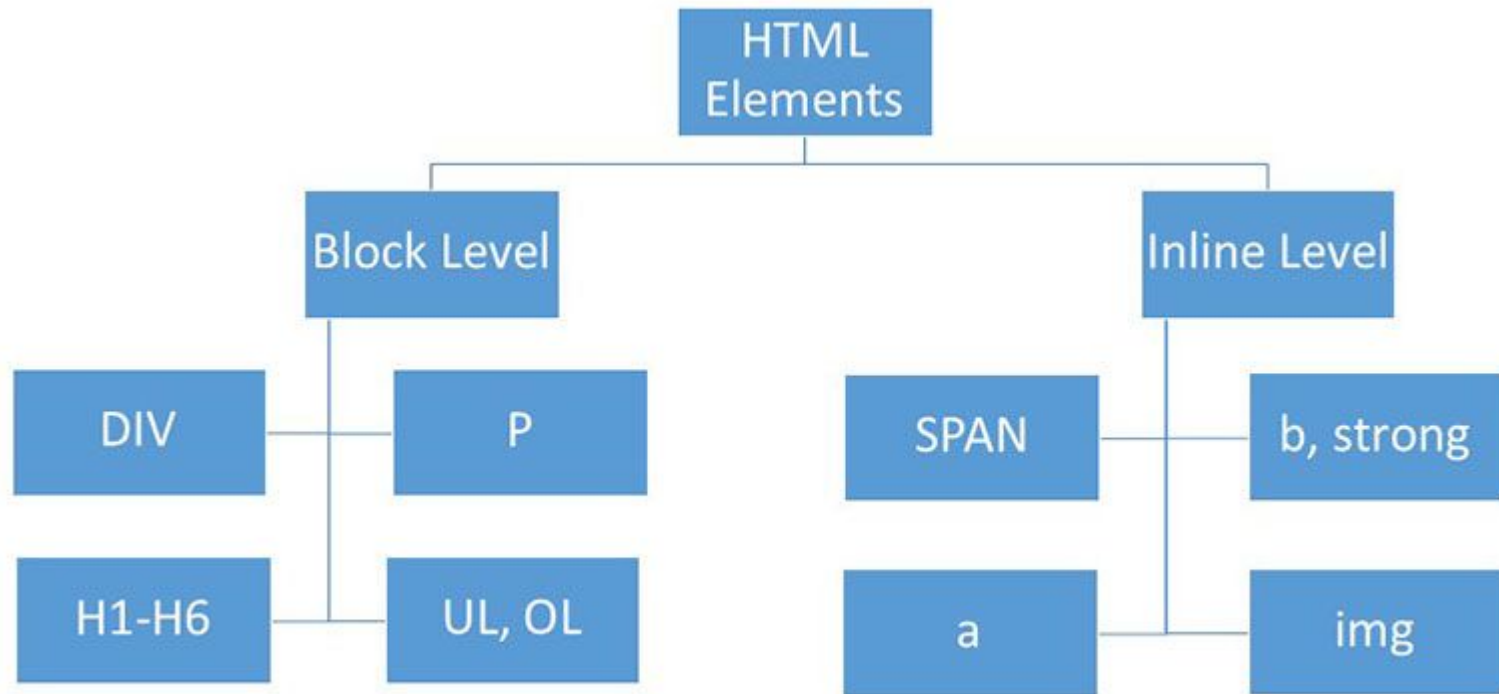 HTML
Elements
Block Level
Inline Level
DIV
P
SPAN
b, strong
H1-H6
UL, OL
a
img